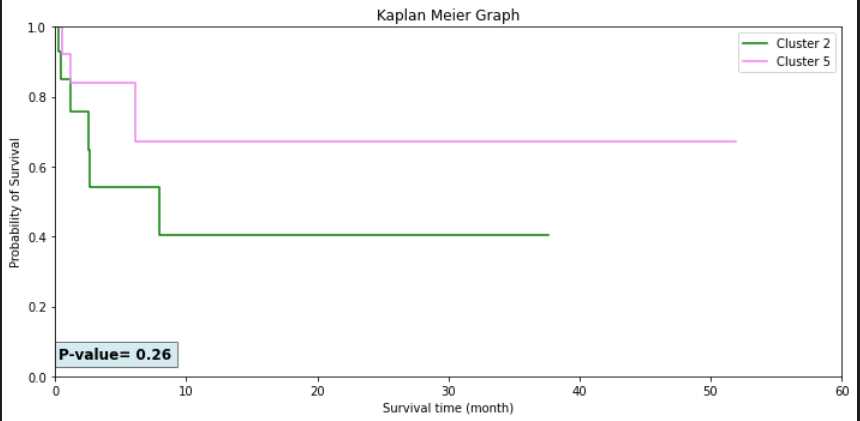 Kaplan Meier Graph
1.0
0.8
0.6
0.4
0.2
0.0
Probability of Survival
Cluster 2
Cluster 5
P-value= 0.26
0 10 20 30 40 50 60
Survival time (month)